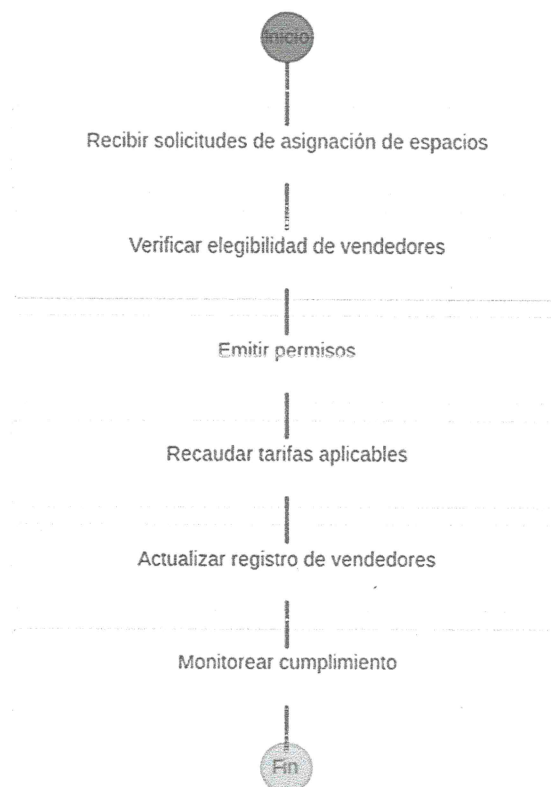 Inicio
Recibir solicitudes de asignación de espacios
Verificar elegibilidad de vendedores
Emitir permisos
Recaudar tarifas aplicables
Actualizar registro de vendedores
Monitorear cumplimiento
Fin